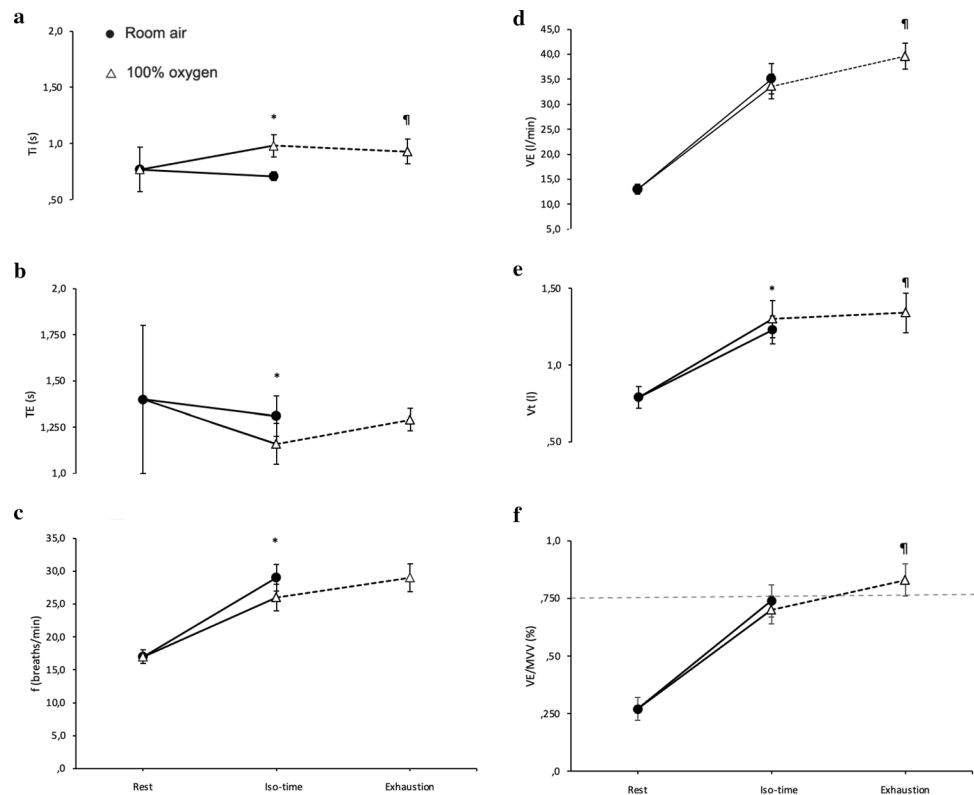 a
2,0
● Room air
△ 100% oxygen
1,50
Ti (s)
1,0
,50
*
¶
b
2,0
1,750
TE (s)
1,50
1,250
1,0
*
c
35,0
30,0
25,0
20,0
15,0
10,0
5,0
,0
f (breaths/min)
*
Rest
Iso-time
Exhaustion
d
45,0
40,0
35,0
30,0
25,0
20,0
15,0
10,0
5,0
VE (l/min)
¶
e
1,50
1,0
,50
Vt (l)
*
¶
f
1,0
,750
,50
,250
,0
VE/MVV (%)
¶
Rest
Iso-time
Exhaustion